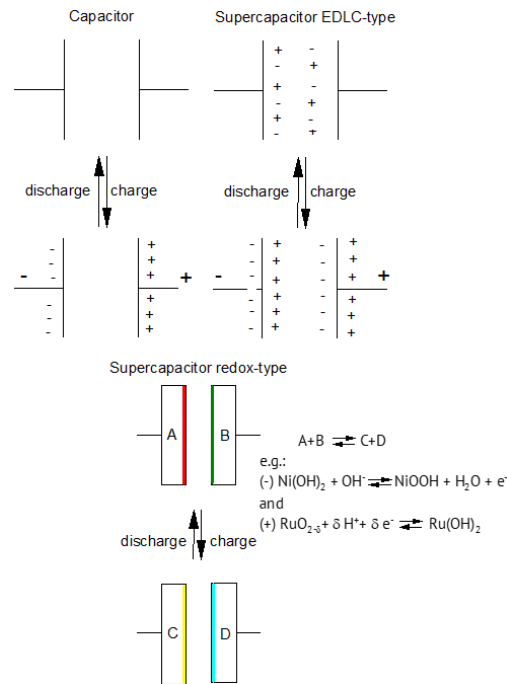 Capacitor Supercapacitor EDLC-type
+ -
- +
+ -
- +
+ -
- +
discharge charge discharge charge
- - - - - - - + + + + + + +
- - - - - - - + + + + + + - - - - - - + + + + + + +
Supercapacitor redox-type
A B
A+B ⇌ C+D
e.g.:
(-) Ni(OH)₂ + OH⁻ ⇌ NiOOH + H₂O + e⁻
and
(+) RuO₂₋δ + δ H⁺ + δ e⁻ ⇌ Ru(OH)₂
discharge charge
C D